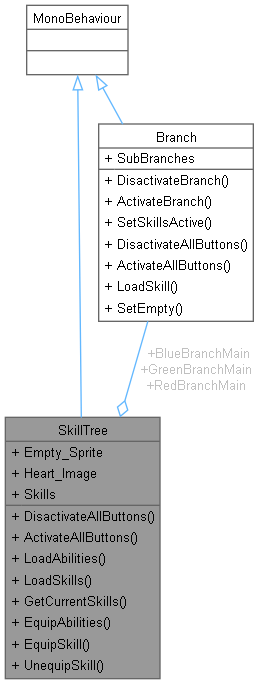 MonoBehaviour
Branch
+ SubBranches
+ DisactivateBranch()
+ ActivateBranch()
+ SetSkillsActive()
+ DisactivateAllButtons()
+ ActivateAllButtons()
+ LoadSkill()
+ SetEmpty()
+BlueBranchMain
+GreenBranchMain
+RedBranchMain
SkillTree
+ Empty_Sprite
+ Heart_Image
+ Skills
+ DisactivateAllButtons()
+ ActivateAllButtons()
+ LoadAbilities()
+ LoadSkills()
+ GetCurrentSkills()
+ EquipAbilities()
+ EquipSkill()
+ UnequipSkill()